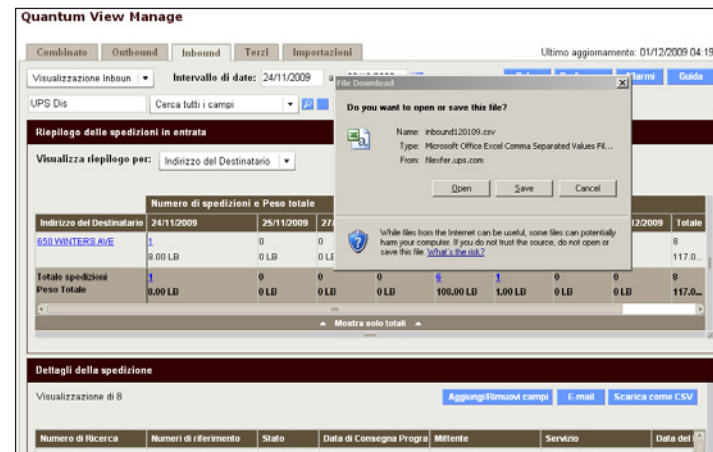 Quantum View Manage
Combinato Outbound Inbound Terzi Importazioni Ultimo aggiornamento: 01/12/2009 04:19
Visualizzazione Inboun Intervallo di date: 24/11/2009 a Guida
UPS Dis Cerca tutti i campi
File Download
Do you want to open or save this file?
Name: inbound120109.csv
Type: Microsoft Office Excel Comma Separated Values Fil...
From: filexfer.ups.com
Open Save Cancel
While files from the Internet can be useful, some files can potentially
harm your computer. If you do not trust the source, do not open or
save this file. What's the risk?
Riepilogo delle spedizioni in entrata
Visualizza riepilogo per: Indirizzo del Destinatario
Numero di spedizioni e Peso totale
Indirizzo del Destinatario 24/11/2009 25/11/2009 27/ 12/2009 Totale
650 WINTERS AVE 1 0 0 8
8.00 LB 0 LB 0 LB 117.0...
Totale spedizioni 1 0 0 0 6 1 0 0 8
Peso Totale 8.00 LB 0 LB 0 LB 0 LB 108.00 LB 1.00 LB 0 LB 0 LB 117.0...
Mostra solo totali
Dettagli della spedizione
Visualizzazione di 8 Aggiungi/Rimuovi campi E-mail Scarica come CSV
Numero di Ricerca Numeri di riferimento Stato Data di Consegna Progra Mittente Servizio Data del